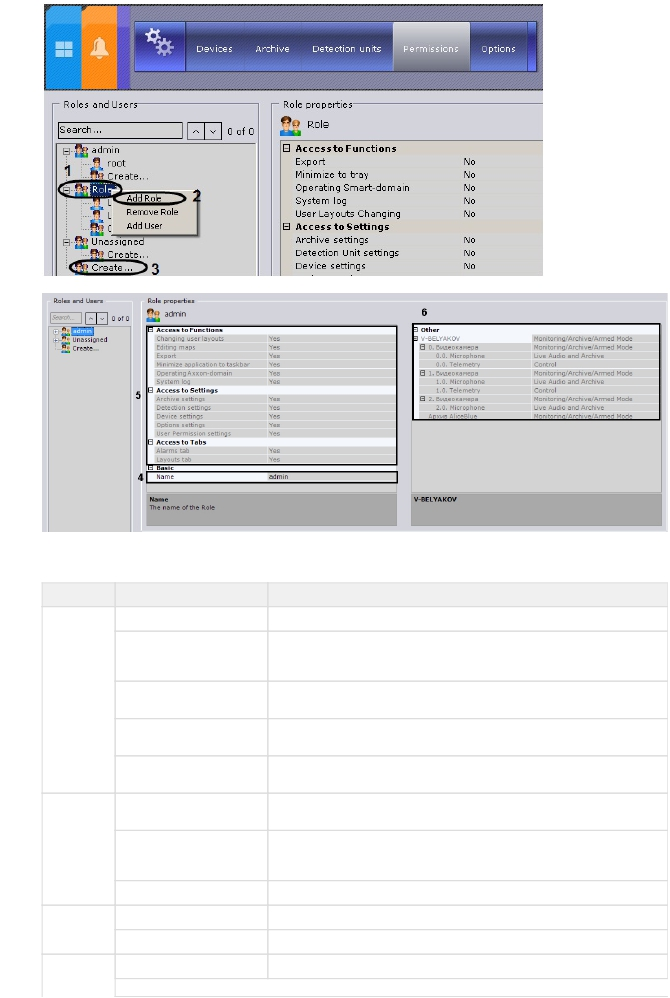 Devices Archive Detection units Permissions Options
Roles and Users
Search...
0 of 0
admin
root
Create...
1
Role
Add Role
2
Remove Role
Add User
Unassigned
Create...
Create...
3
Role properties
Role
Access to Functions
Export No
Minimize to tray No
Operating Smart-domain No
System log No
User Layouts Changing No
Access to Settings
Archive settings No
Detection Unit settings No
Device settings No
Roles and Users
Search...
0 of 0
admin
Unassigned
Create...
Role properties
admin
Access to Functions
Changing user layouts Yes
Editing maps Yes
Export Yes
Minimize application to taskbar Yes
Operating Axxon-domain Yes
System log Yes
Access to Settings
5
Archive settings Yes
Detection settings Yes
Device settings Yes
Options settings Yes
User Permission settings Yes
Access to Tabs
Alarms tab Yes
Layouts tab Yes
Basic
4
Name admin
Name
The name of the Role
6
Other
V-BELYAKOV Monitoring/Archive/Armed Mode
0. Видеокамера Monitoring/Archive/Armed Mode
0.0. Microphone Live Audio and Archive
0.0. Telemetry Control
1. Видеокамера Monitoring/Archive/Armed Mode
1.0. Microphone Live Audio and Archive
1.0. Telemetry Control
2. Видеокамера Monitoring/Archive/Armed Mode
2.0. Microphone Live Audio and Archive
Архив AliceBlue Monitoring/Archive/Armed Mode
V-BELYAKOV